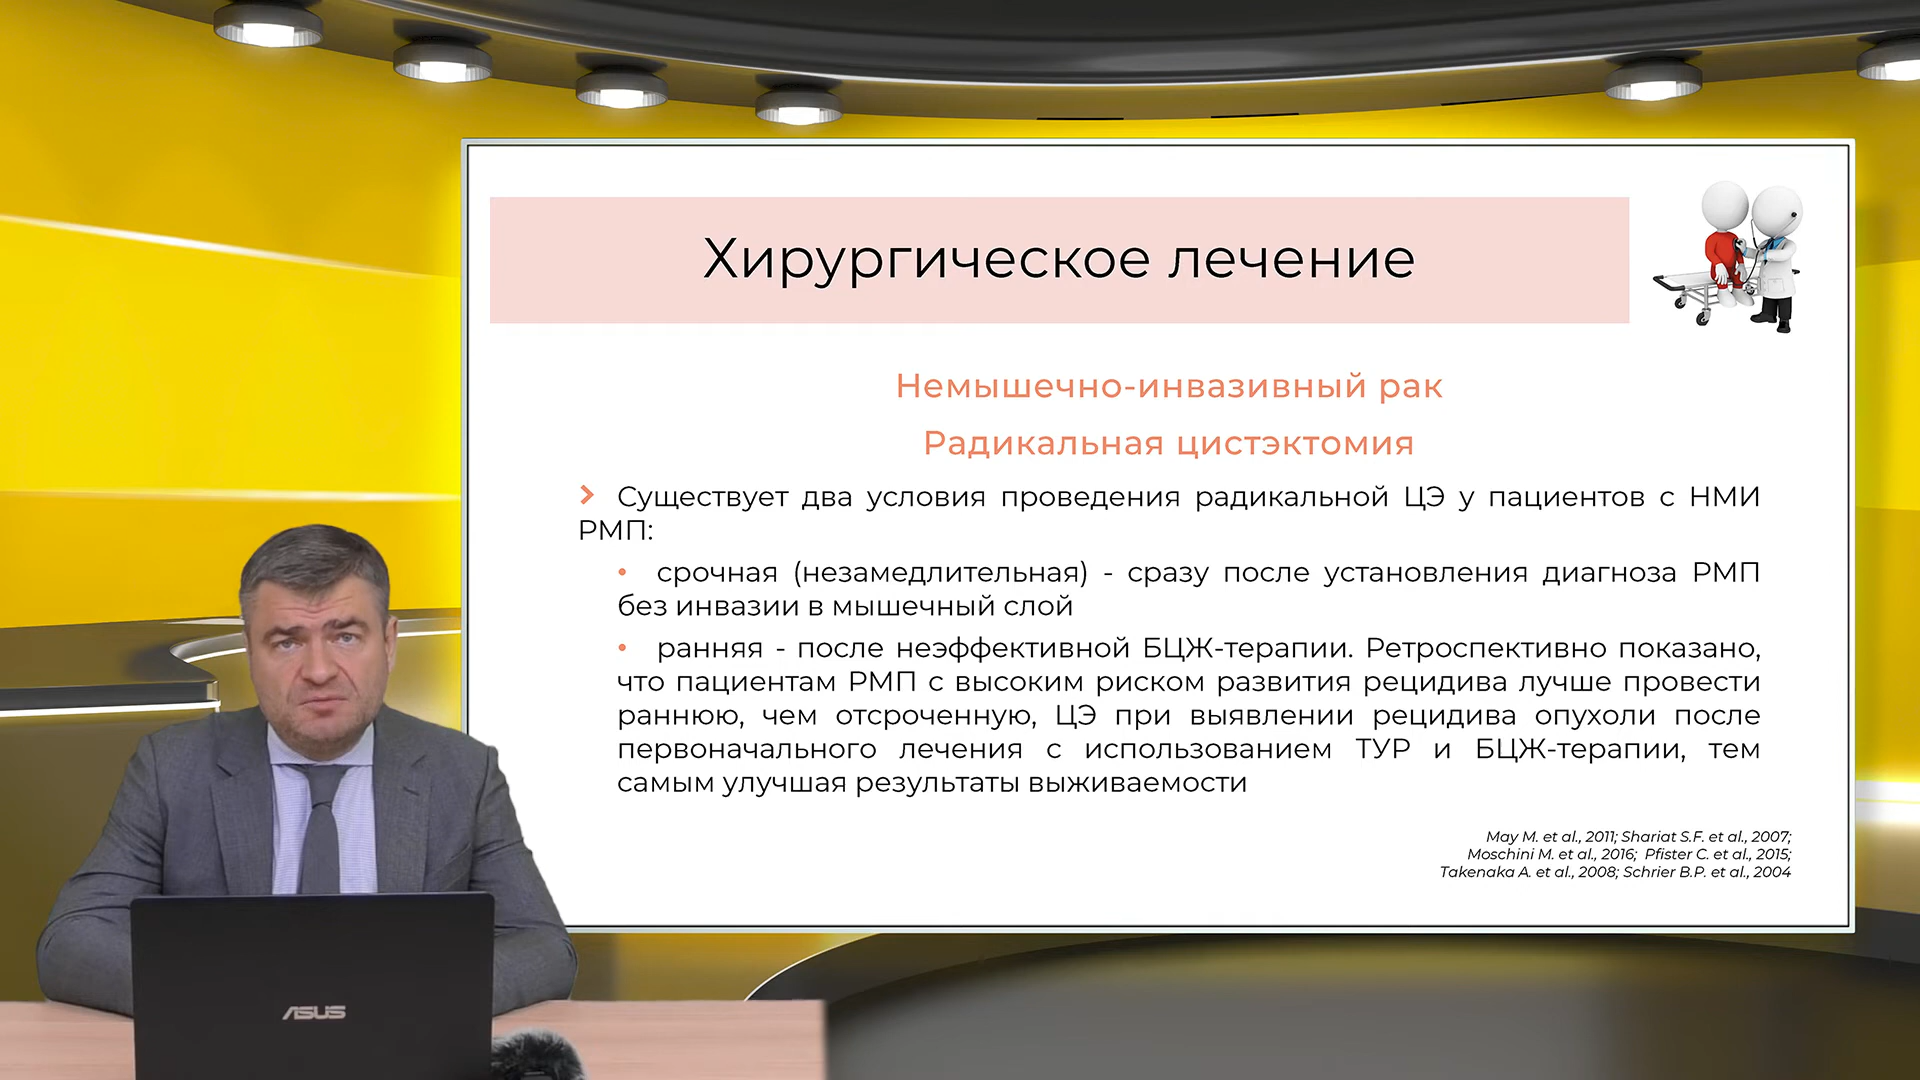 Хирургическое лечение
Немышечно-инвазивный рак
Радикальная цистэктомия
Существует два условия проведения радикальной ЦЭ у пациентов с НМИ
РМП:
• срочная (незамедлительная) - сразу после установления диагноза РМП
без инвазии в мышечный слой
• ранняя - после неэффективной БЦЖ-терапии. Ретроспективно показано,
что пациентам РМП с высоким риском развития рецидива лучше провести
раннюю, чем отсроченную, ЦЭ при выявлении рецидива опухоли после
первоначального лечения с использованием ТУР и БЦЖ-терапии, тем
самым улучшая результаты выживаемости
May M. et al., 2011; Shariat S.F. et al., 2007;
Moschini M. et al., 2016; Pfister C. et al., 2015;
Takenaka A. et al., 2008; Schrier B.P. et al., 2004
ASUS